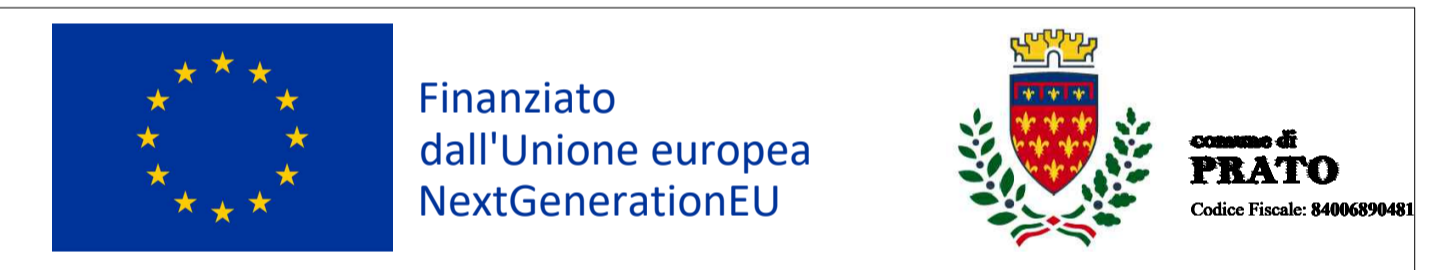 Finanziato
dall'Unione europea
NextGenerationEU
comune di
PRATO
Codice Fiscale: 84006890481